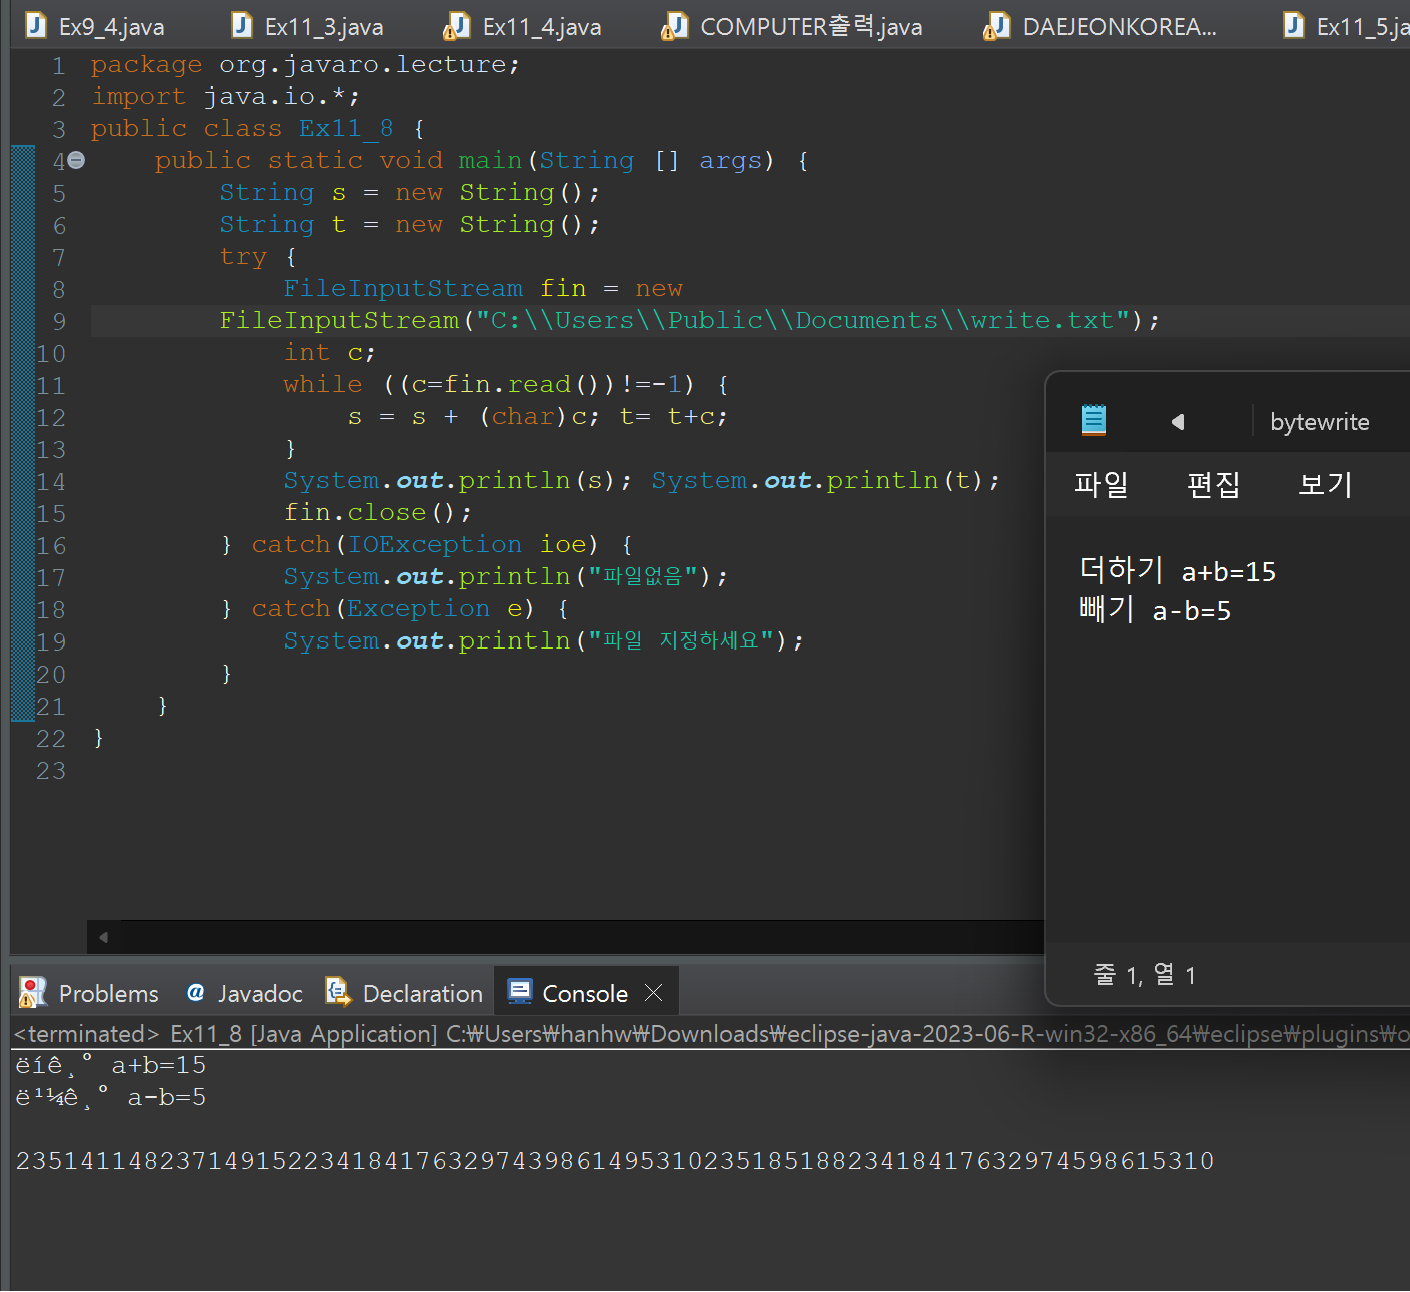 Ex9_4.java Ex11_3.java Ex11_4.java COMPUTER출력.java DAEJEONKOREA... Ex11_5.ja
1 package org.javaro.lecture;
2 import java.io.*;
3 public class Ex11_8 {
4 public static void main(String [] args) {
5 String s = new String();
6 String t = new String();
7 try {
8 FileInputStream fin = new
9 FileInputStream("C:\\Users\\Public\\Documents\\write.txt");
10 int c;
11 while ((c=fin.read())!=-1) {
12 s = s + (char)c; t= t+c;
13 }
14 System.out.println(s); System.out.println(t);
15 fin.close();
16 } catch(IOException ioe) {
17 System.out.println("파일없음");
18 } catch(Exception e) {
19 System.out.println("파일 지정하세요");
20 }
21 }
22 }
23
bytewrite
파일 편집 보기
더하기 a+b=15
빼기 a-b=5
줄 1, 열 1
Problems @ Javadoc Declaration Console
<terminated> Ex11_8 [Java Application] C:₩Users₩hanhw₩Downloads₩eclipse-java-2023-06-R-win32-x86_64₩eclipse₩plugins₩o
ëíê¸° a+b=15
ë¹¼ê¸° a-b=5
2351411482371491522341841763297439861495310235185188234184176329745986153​10